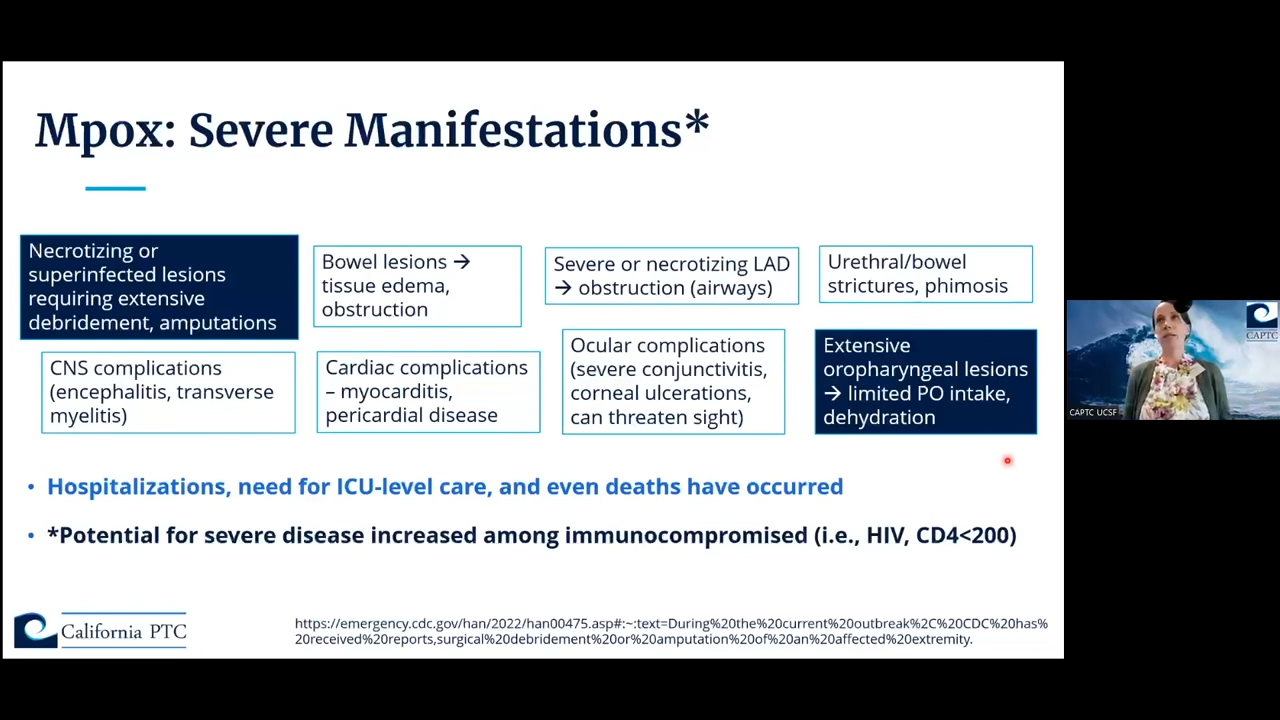 Mpox: Severe Manifestations*
Necrotizing or
superinfected lesions
requiring extensive
debridement, amputations
Bowel lesions →
tissue edema,
obstruction
Severe or necrotizing LAD
→ obstruction (airways)
Urethral/bowel
strictures, phimosis
CNS complications
(encephalitis, transverse
myelitis)
Cardiac complications
– myocarditis,
pericardial disease
Ocular complications
(severe conjunctivitis,
corneal ulcerations,
can threaten sight)
Extensive
oropharyngeal lesions
→ limited PO intake,
dehydration
• Hospitalizations, need for ICU-level care, and even deaths have occurred
• *Potential for severe disease increased among immunocompromised (i.e., HIV, CD4<200)
California PTC
https://emergency.cdc.gov/han/2022/han00475.asp#:~:text=During%20the%20current%20outbreak%2C%20CDC%20has%
20received%20reports,surgical%20debridement%20or%20amputation%20of%20an%20affected%20extremity.
CAPTC
CAPTC UCSF